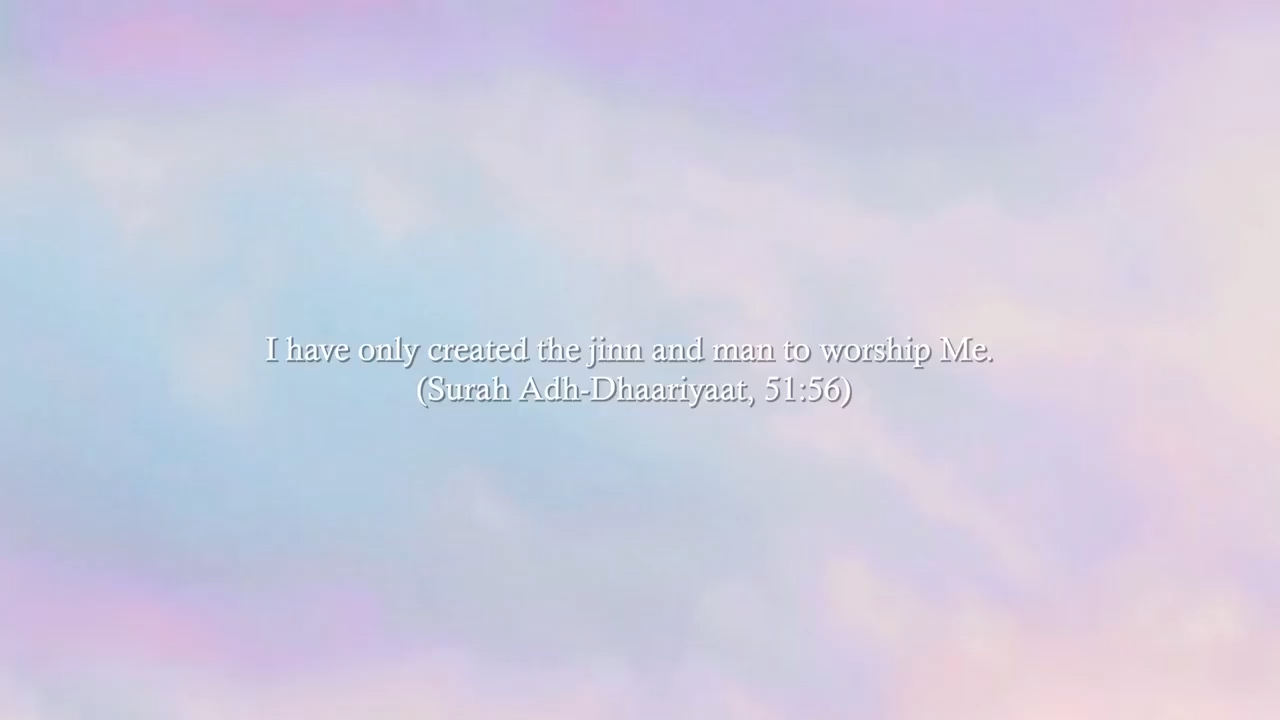 I have only created the jinn and man to worship Me.
(Surah Adh-Dhaariyaat, 51:56)